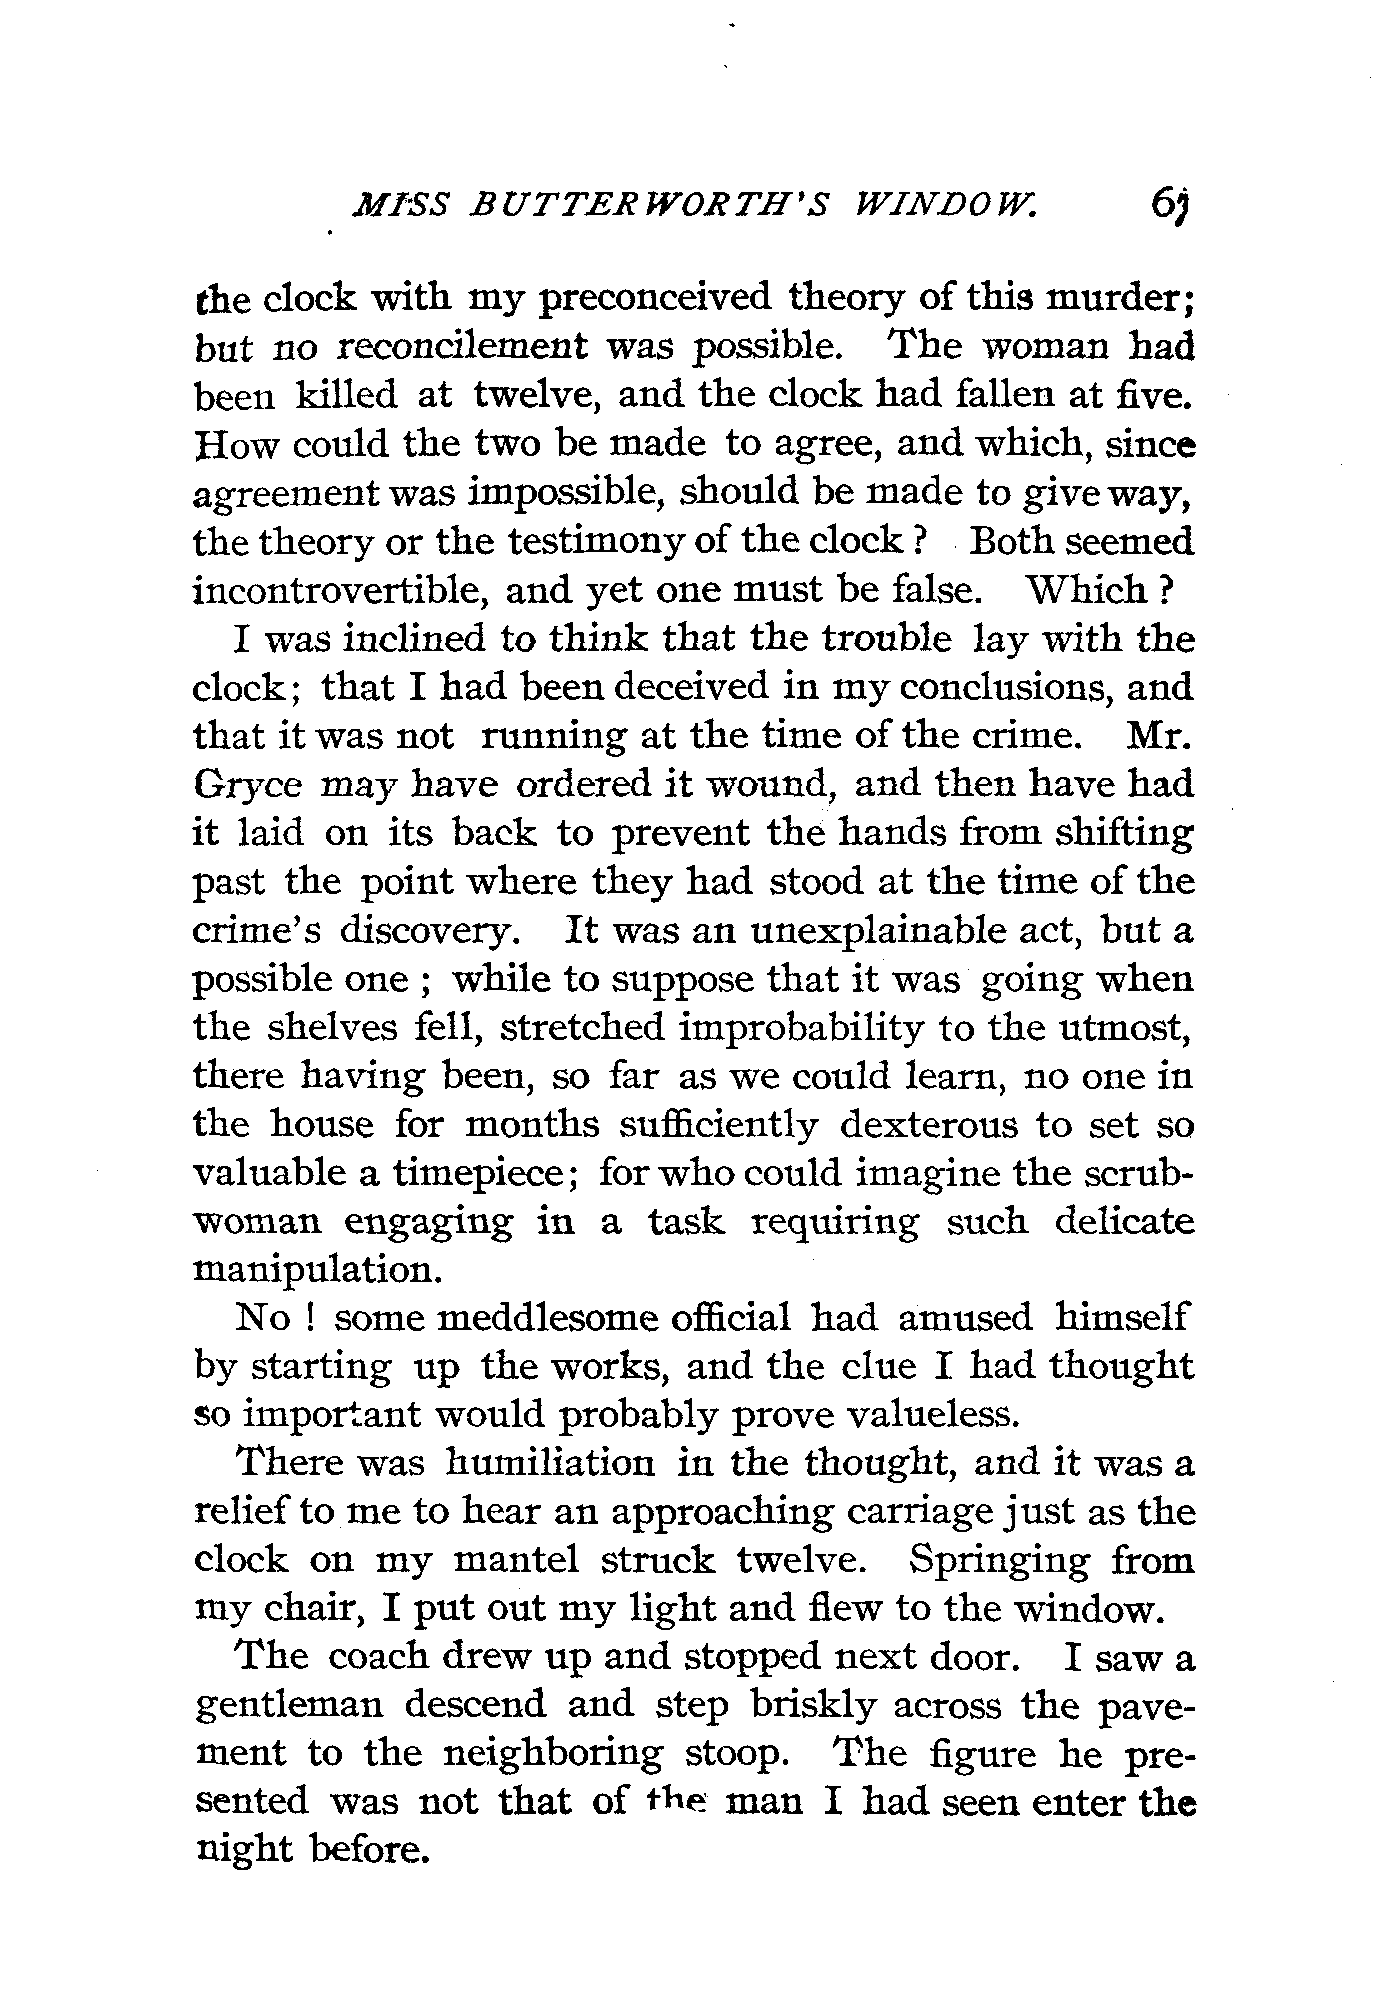 MISS BUTTERWORTH'S WINDOW.
the clock with my preconceived theory of this murder;
but no reconcilement was possible. The woman had
been killed at twelve, and the clock had fallen at five.
How could the two be made to agree, and which, since
agreement was impossible, should be made to give way,
the theory or the testimony of the clock ? Both seemed
incontrovertible, and yet one must be false. Which ?
I was inclined to think that the trouble lay with the
clock; that I had been deceived in my conclusions, and
that it was not running at the time of the crime. Mr.
Gryce may have ordered it wound, and then have had
it laid on its back to prevent the hands from shifting
past the point where they had stood at the time of the
crime's discovery. It was an unexplainable act, but a
possible one ; while to suppose that it was going when
the shelves fell, stretched improbability to the utmost,
there having been, so far as we could learn, no one in
the house for months sufficiently dexterous to set so
valuable a timepiece; for who could imagine the scrub-
woman engaging in a task requiring such delicate
manipulation.
No ! some meddlesome official had amused himself
by starting up the works, and the clue I had thought
so important would probably prove valueless.
There was humiliation in the thought, and it was a
relief to me to hear an approaching carriage just as the
clock on my mantel struck twelve. Springing from
my chair, I put out my light and flew to the window.
The coach drew up and stopped next door. I saw a
gentleman descend and step briskly across the pave-
ment to the neighboring stoop. The figure he pre-
sented was not that of the man I had seen enter the
night before.